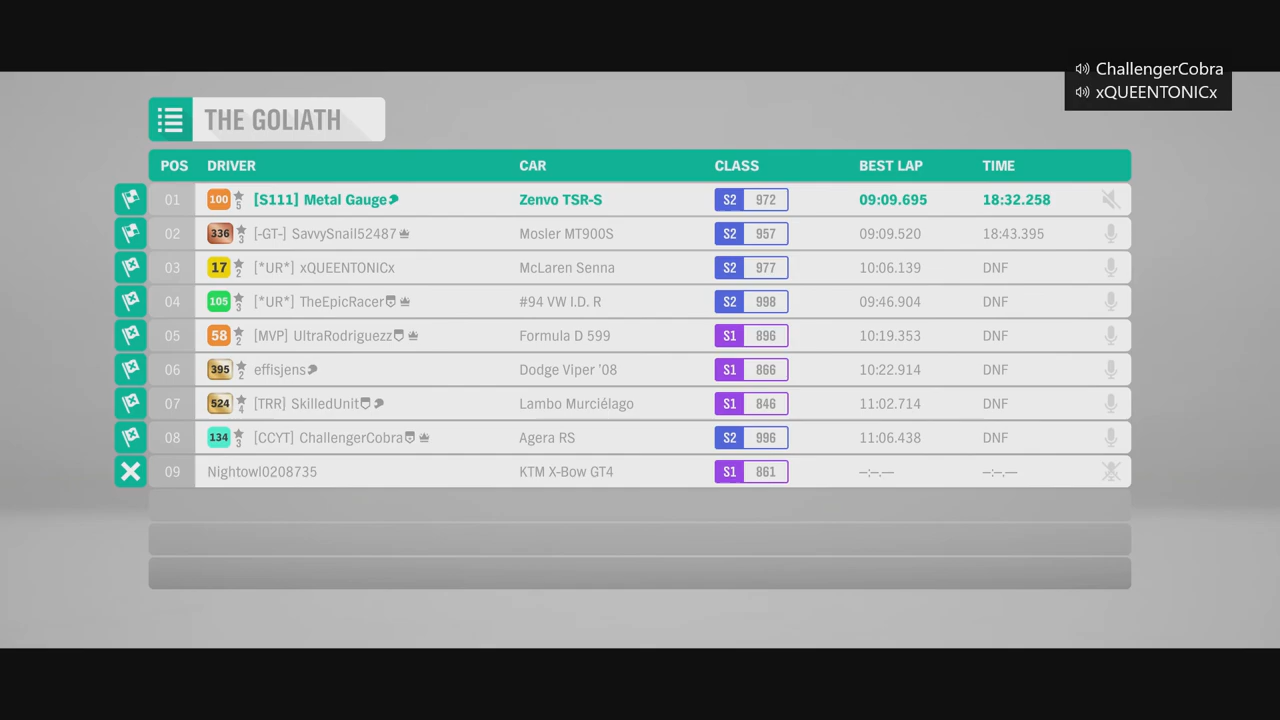 ChallengerCobra
xQUEENTONICx
THE GOLIATH
POS DRIVER CAR CLASS BEST LAP TIME
01 100 5 [S111] Metal Gauge Zenvo TSR-S S2 972 09:09.695 18:32.258
02 336 3 [-GT-] SavvySnail52487 Mosler MT900S S2 957 09:09.520 18:43.395
03 17 2 [*UR*] xQUEENTONICx McLaren Senna S2 977 10:06.139 DNF
04 105 3 [*UR*] TheEpicRacer #94 VW I.D. R S2 998 09:46.904 DNF
05 58 2 [MVP] UltraRodriguezz Formula D 599 S1 896 10:19.353 DNF
06 395 2 effisjens Dodge Viper '08 S1 866 10:22.914 DNF
07 524 4 [TRR] SkilledUnit Lambo Murciélago S1 846 11:02.714 DNF
08 134 3 [CCYT] ChallengerCobra Agera RS S2 996 11:06.438 DNF
09 Nightowl0208735 KTM X-Bow GT4 S1 861 --:--.--- --:--.---